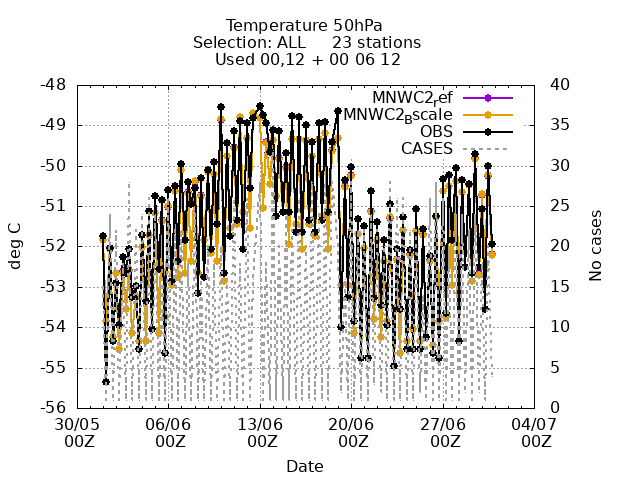 Temperature 50hPa
Selection: ALL 23 stations
Used 00,12 + 00 06 12
-48 40
MNWC2ref
MNWC2Bscale
OBS
CASES
-49 35
-50 30
-51 25
-52 20
-53 15
-54 10
-55 5
-56 0
deg C
No cases
30/05 06/06 13/06 20/06 27/06 04/07
00Z 00Z 00Z 00Z 00Z 00Z
Date